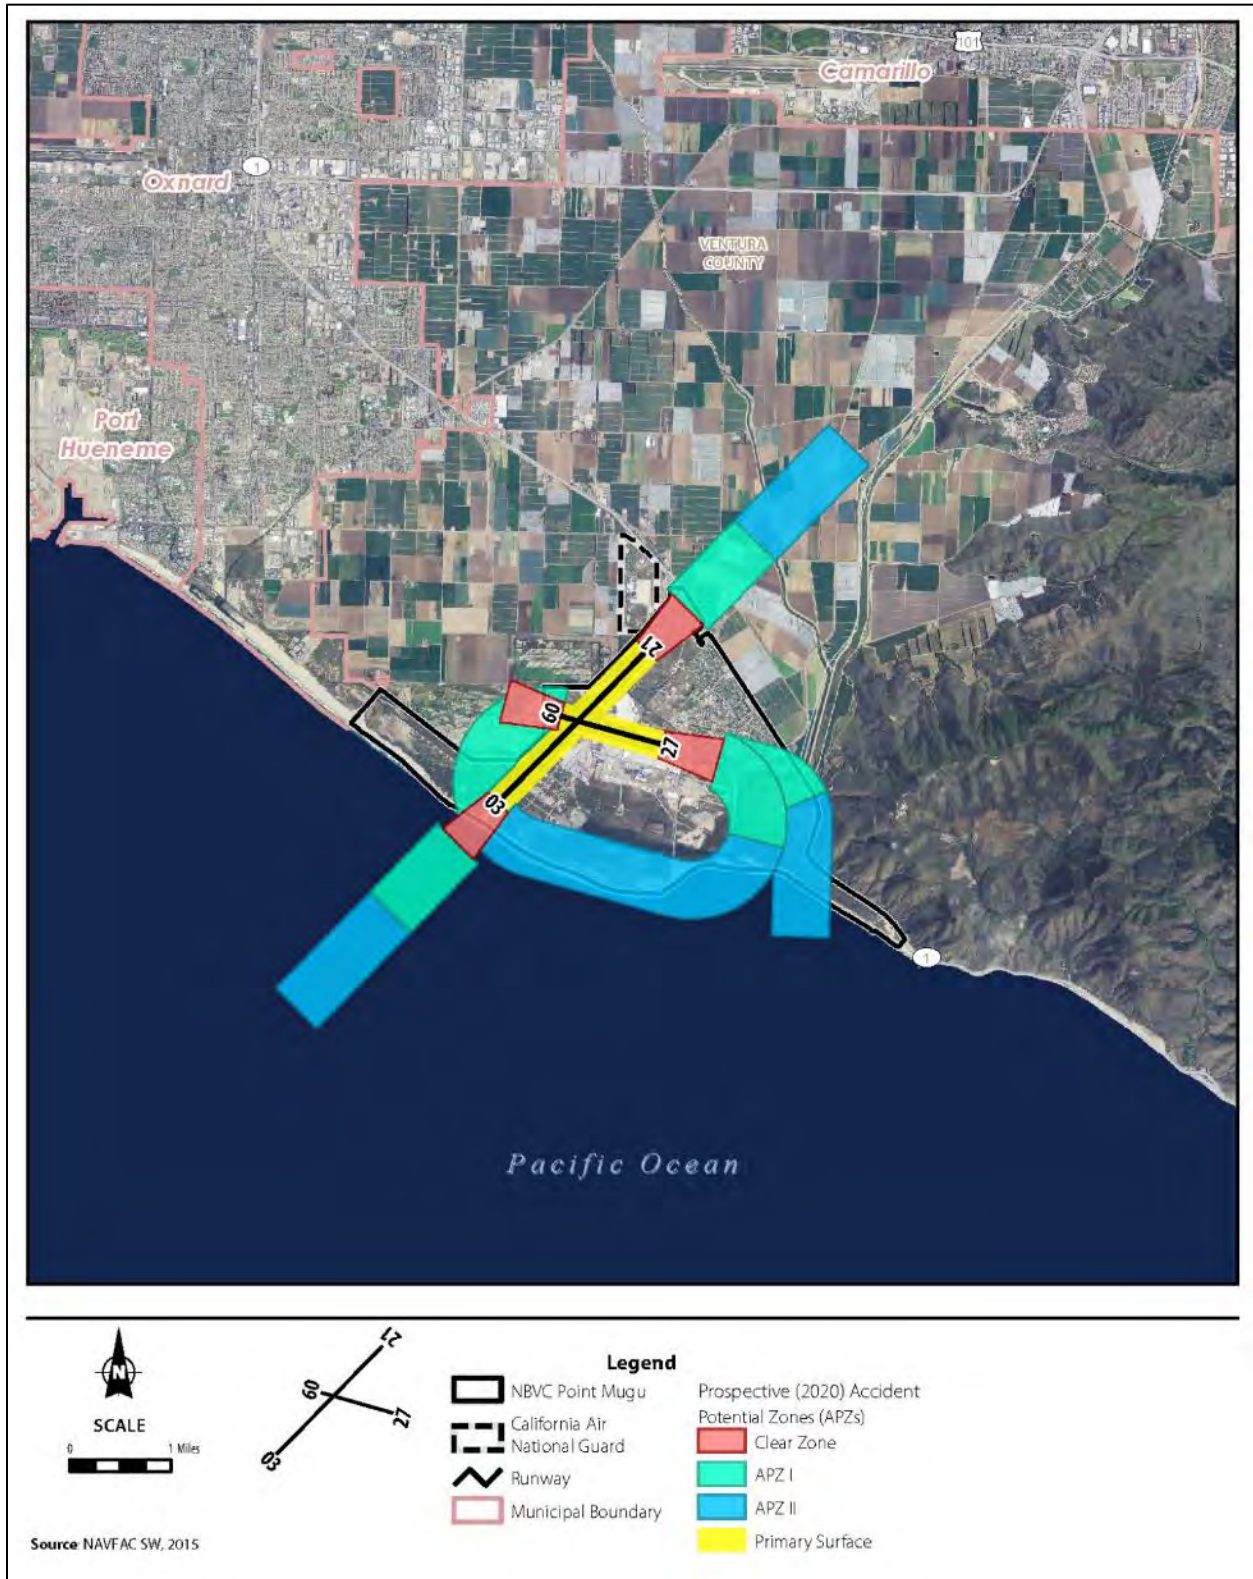 101
Camarillo
1
Oxnard
VENTURA
COUNTY
Port
Hueneme
21
09
27
03
1
Pacific Ocean
21
09
27
03
N
SCALE
0 1 Miles
Legend
NBVC Point Mugu
California Air
National Guard
Runway
Municipal Boundary
Prospective (2020) Accident
Potential Zones (APZs)
Clear Zone
APZ I
APZ II
Primary Surface
Source: NAVFAC SW, 2015